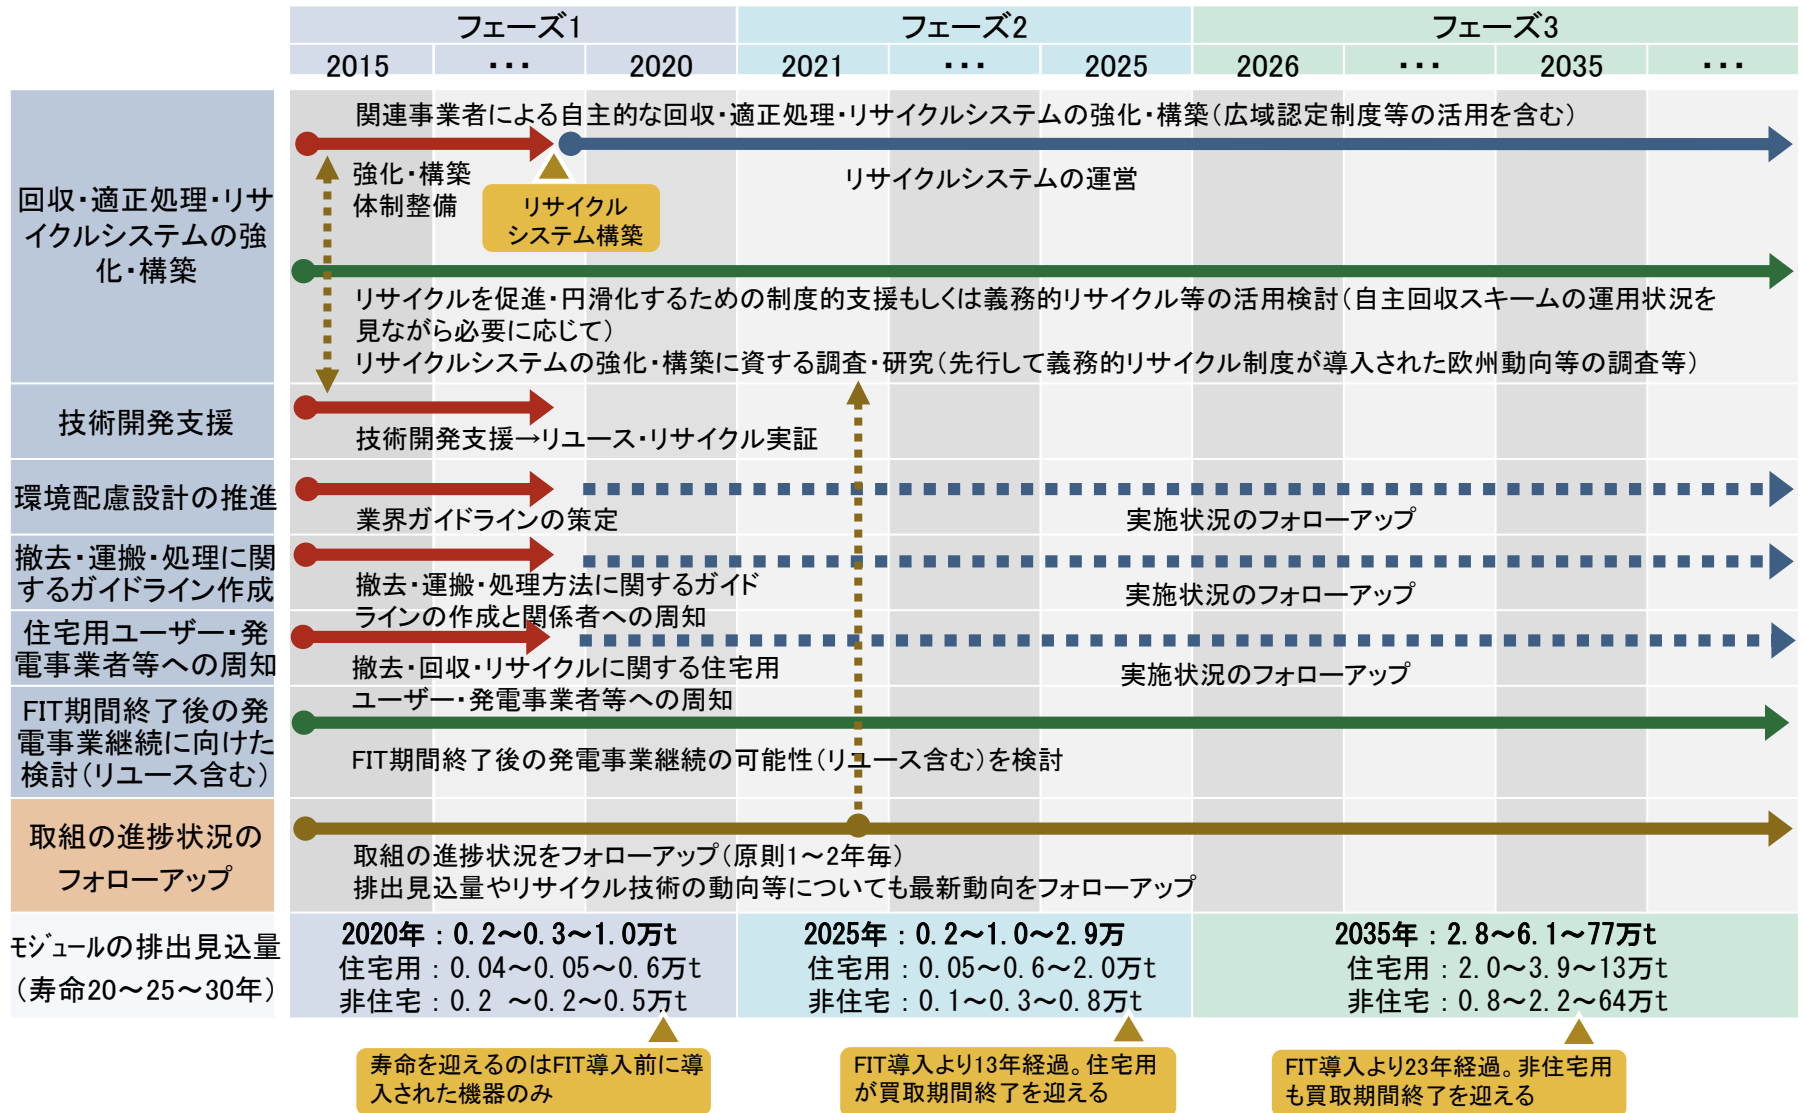 フェーズ1
フェーズ2
フェーズ3
2015
・・・
2020
2021
・・・
2025
2026
・・・
2035
・・・
回収・適正処理・リサ
イクルシステムの強
化・構築
関連事業者による自主的な回収・適正処理・リサイクルシステムの強化・構築(広域認定制度等の活用を含む)
強化・構築
体制整備
リサイクル
システム構築
リサイクルシステムの運営
リサイクルを促進・円滑化するための制度的支援もしくは義務的リサイクル等の活用検討(自主回収スキームの運用状況を
見ながら必要に応じて)
リサイクルシステムの強化・構築に資する調査・研究(先行して義務的リサイクル制度が導入された欧州動向等の調査等)
技術開発支援
技術開発支援→リユース・リサイクル実証
環境配慮設計の推進
業界ガイドラインの策定
実施状況のフォローアップ
撤去・運搬・処理に関
するガイドライン作成
撤去・運搬・処理方法に関するガイド
ラインの作成と関係者への周知
実施状況のフォローアップ
住宅用ユーザー・発
電事業者等への周知
撤去・回収・リサイクルに関する住宅用
ユーザー・発電事業者等への周知
実施状況のフォローアップ
FIT期間終了後の発
電事業継続に向けた
検討(リユース含む)
FIT期間終了後の発電事業継続の可能性(リユース含む)を検討
取組の進捗状況の
フォローアップ
取組の進捗状況をフォローアップ(原則1～2年毎)
排出見込量やリサイクル技術の動向等についても最新動向をフォローアップ
ﾓｼﾞｭｰﾙの排出見込量
(寿命20～25～30年)
2020年:0.2～0.3～1.0万t
住宅用:0.04～0.05～0.6万t
非住宅:0.2 ～0.2～0.5万t
2025年:0.2～1.0～2.9万
住宅用:0.05～0.6～2.0万t
非住宅:0.1～0.3～0.8万t
2035年:2.8～6.1～77万t
住宅用:2.0～3.9～13万t
非住宅:0.8～2.2～64万t
寿命を迎えるのはFIT導入前に導
入された機器のみ
FIT導入より13年経過。住宅用
が買取期間終了を迎える
FIT導入より23年経過。非住宅用
も買取期間終了を迎える